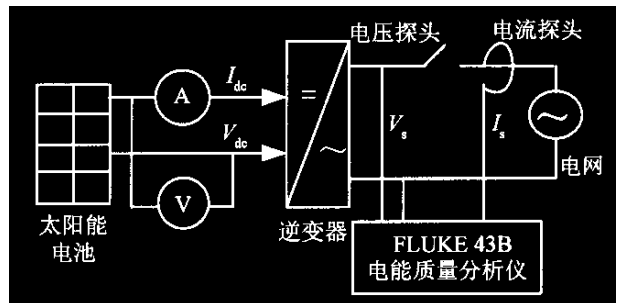 电压探头
电流探头
A
I_dc
V_dc
V
=
~
V_s
I_s
~
电网
太阳能
电池
逆变器
FLUKE 43B
电能质量分析仪